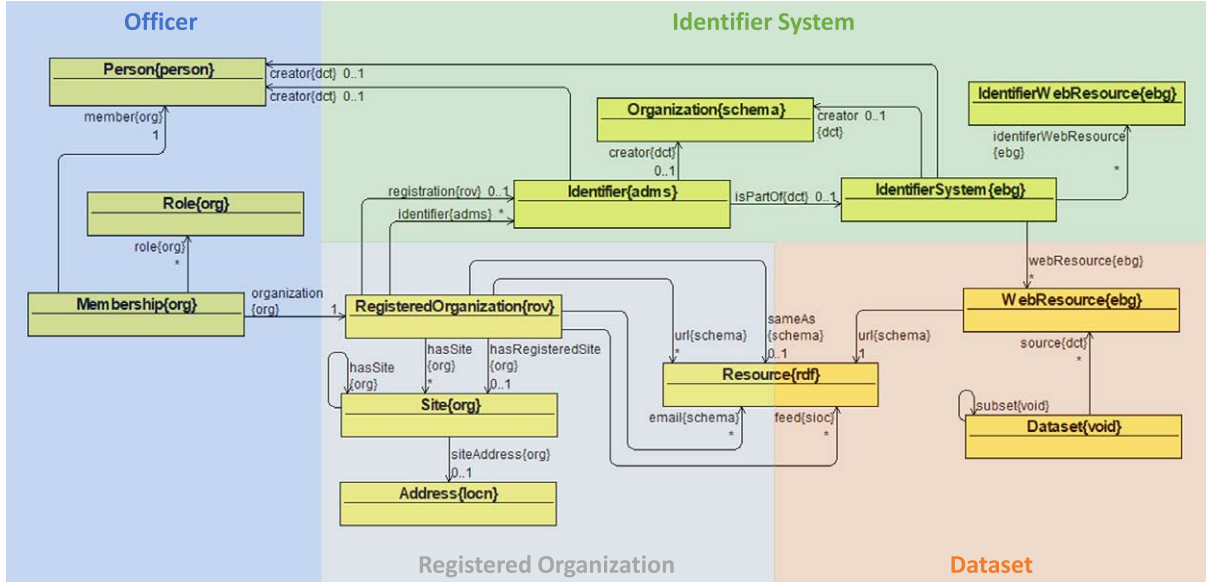 Officer
Identifier System
Person{person}
creator{dct} 0..1
creator{dct} 0..1
member{org}
1
Organization{schema}
creator 0..1
{dct}
IdentifierWebResource{ebg}
identiferWebResource
{ebg}
*
creator{dct}
0..1
registration{rov} 0..1
Identifier{adms}
isPartOf{dct} 0..1
IdentifierSystem{ebg}
identifier{adms} *
Role{org}
role{org}
*
webResource{ebg}
*
Membership{org}
organization
{org}
1
RegisteredOrganization{rov}
WebResource{ebg}
hasSite
{org}
hasSite
{org}
*
hasRegisteredSite
{org}
0..1
url{schema}
*
sameAs
{schema}
0..1
url{schema}
1
source{dct}
*
Resource{rdf}
Site{org}
email{schema}
*
feed{sioc}
*
subset{void}
Dataset{void}
siteAddress{org}
0..1
Address{locn}
Registered Organization
Dataset